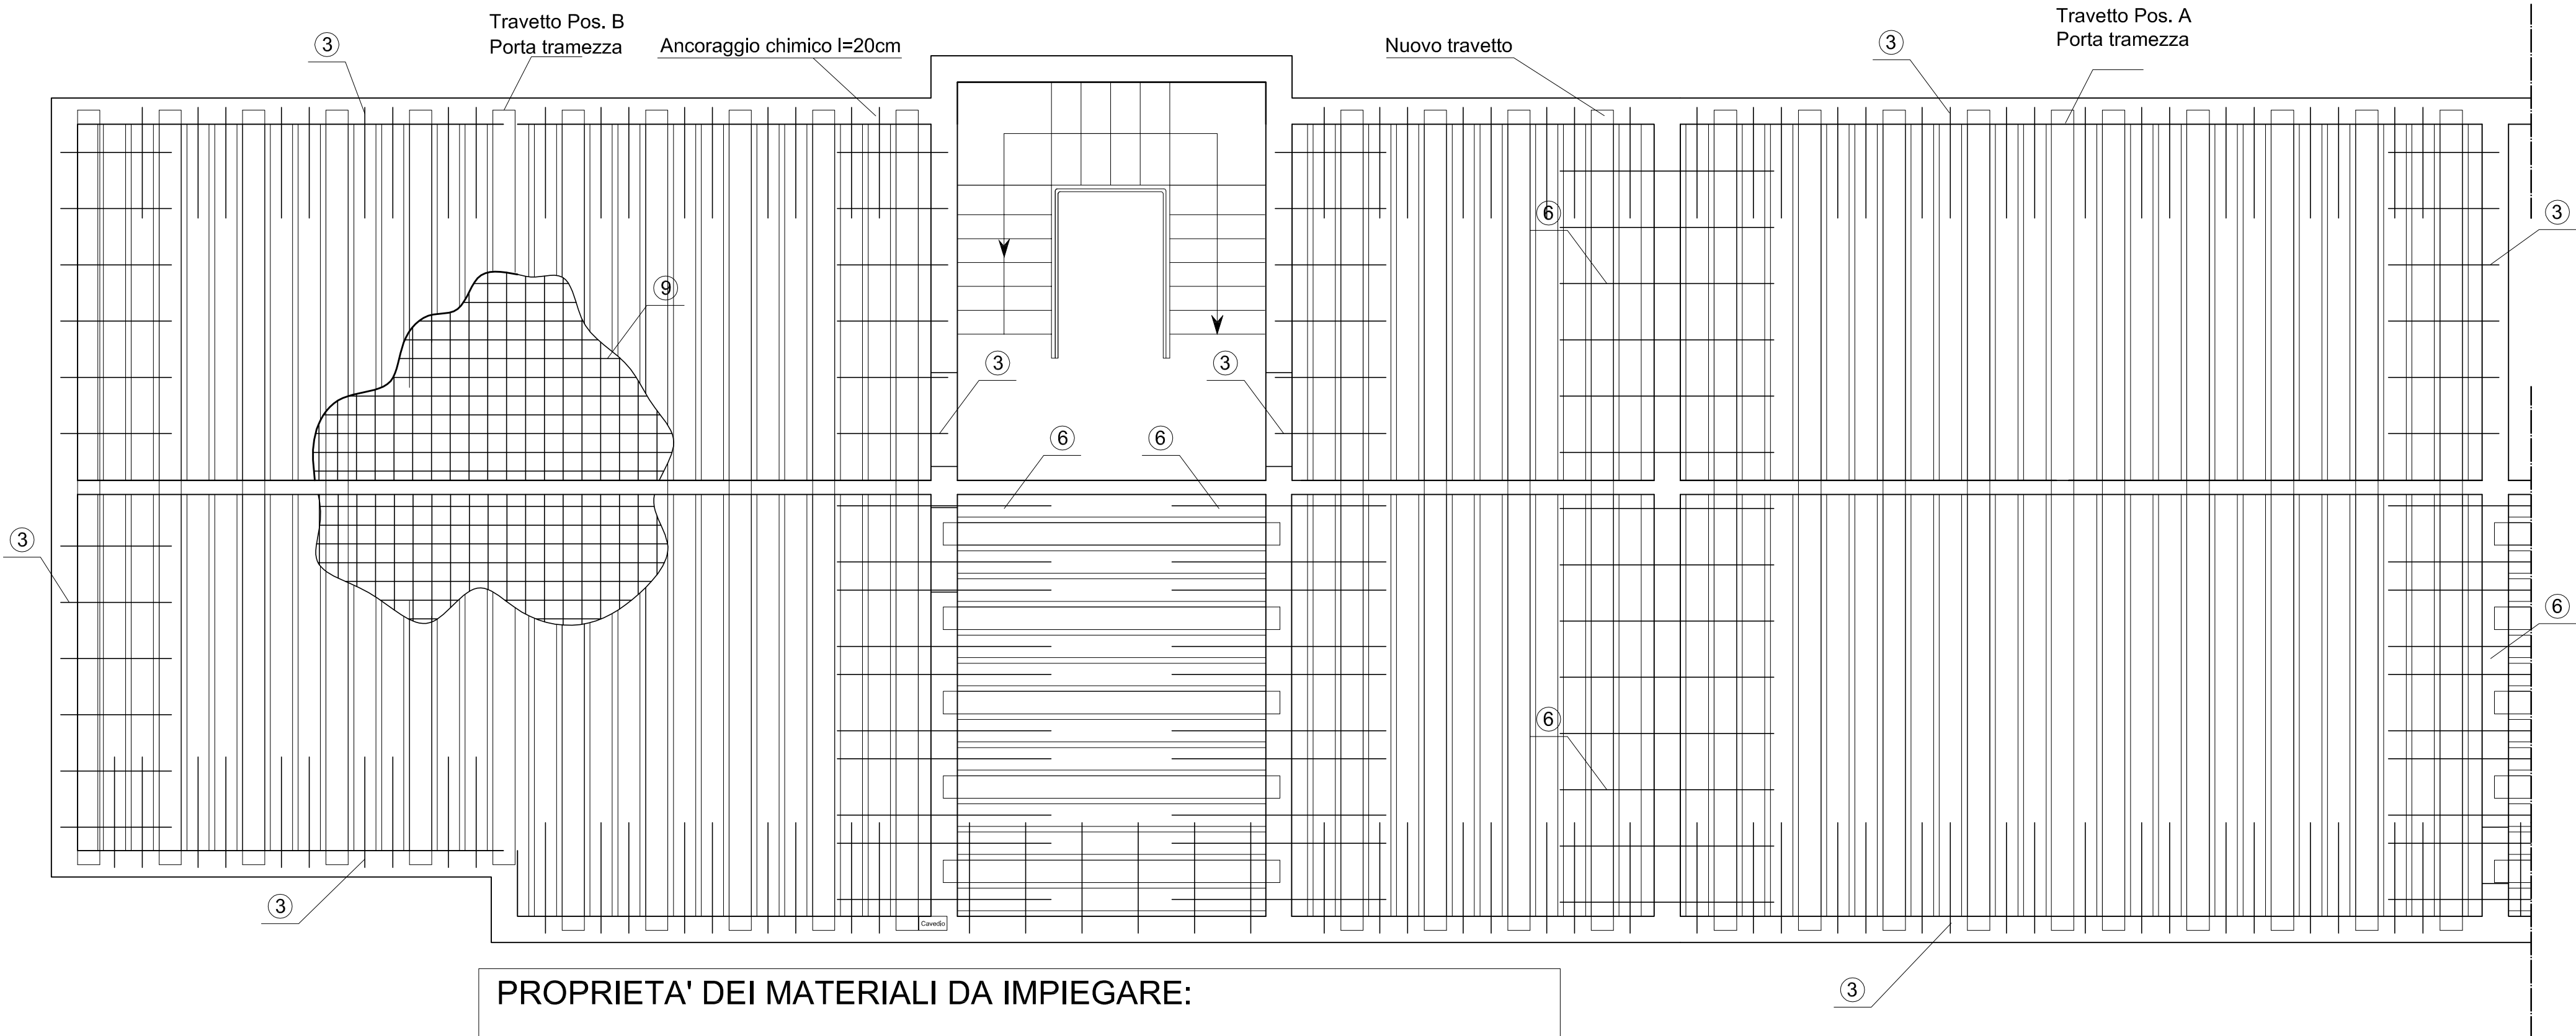 Travetto Pos. B
Porta tramezza
Travetto Pos. A
Porta tramezza
3
Ancoraggio chimico l=20cm
Nuovo travetto
3
6
3
9
3
3
6
6
3
6
6
3
3
Cavedio
PROPRIETA' DEI MATERIALI DA IMPIEGARE: